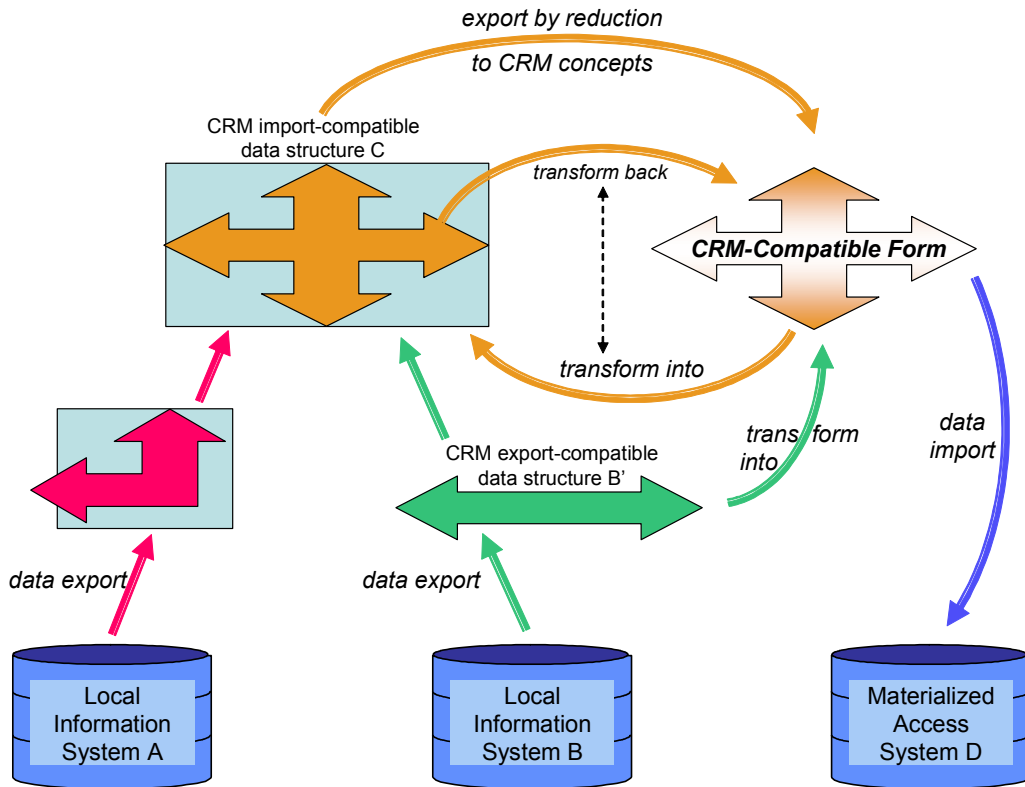 export by reduction
to CRM concepts
CRM import-compatible
data structure C
transform back
CRM-Compatible Form
transform into
transform
into
data
import
CRM export-compatible
data structure B’
data export
data export
Local
Information
System A
Local
Information
System B
Materialized
Access
System D